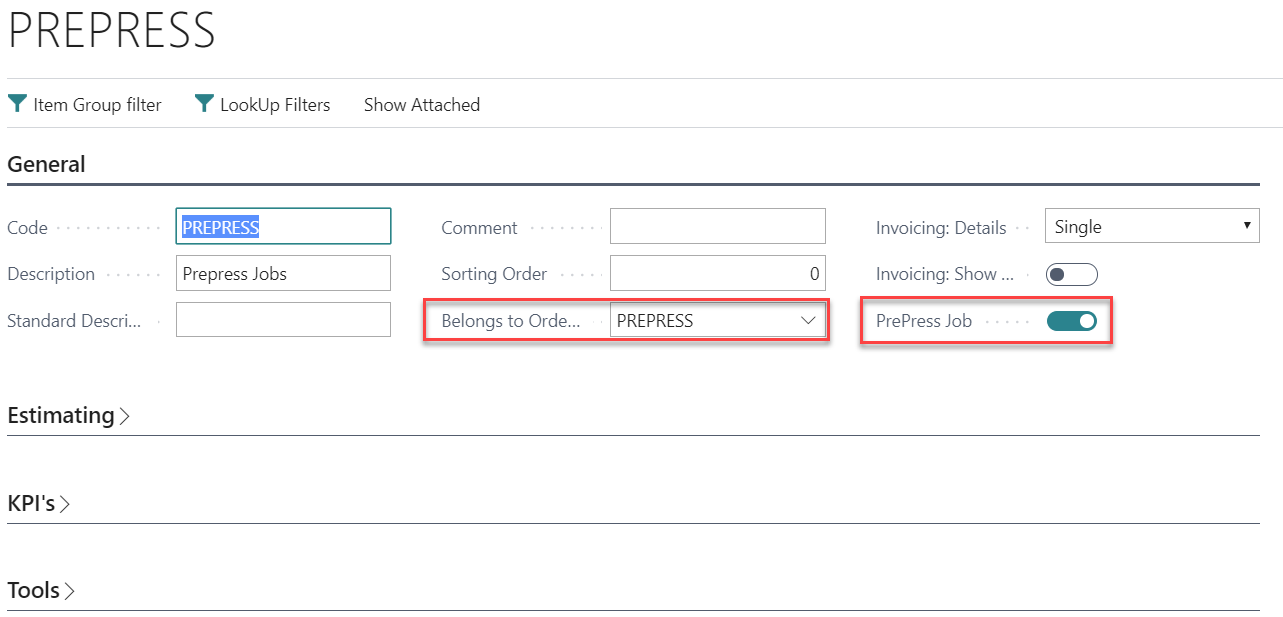 PREPRESS
Item Group filter LookUp Filters Show Attached
General
Code PREPRESS Comment Invoicing: Details Single
Description Prepress Jobs Sorting Order 0 Invoicing: Show ...
Standard Descri... Belongs to Orde... PREPRESS PrePress Job
Estimating
KPI's
Tools